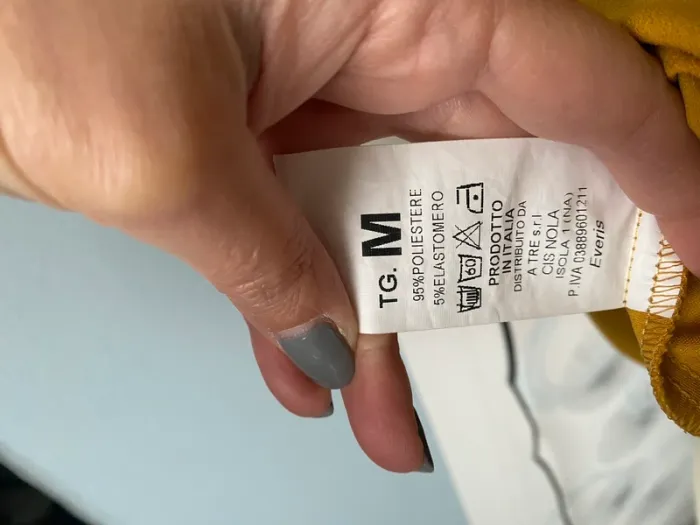 TG. M
95%POLIESTERE
5%ELASTOMERO
60
PRODOTTO
IN ITALIA
DISTRIBUITO DA
A TRE s.r.l
CIS NOLA
ISOLA 1 (NA)
P.IVA 03889601211
Evenis